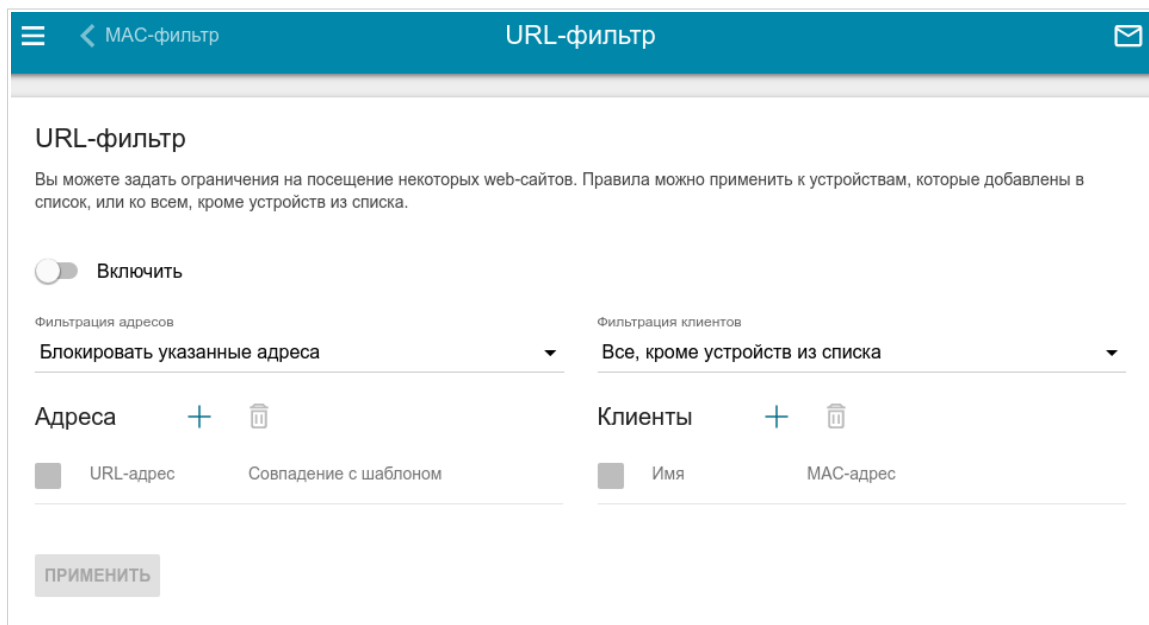 МАС-фильтр
URL-фильтр
URL-фильтр
Вы можете задать ограничения на посещение некоторых web-сайтов. Правила можно применить к устройствам, которые добавлены в
список, или ко всем, кроме устройств из списка.
Включить
Фильтрация адресов
Блокировать указанные адреса
Фильтрация клиентов
Все, кроме устройств из списка
Адреса
Клиенты
URL-адрес Совпадение с шаблоном
Имя МАС-адрес
ПРИМЕНИТЬ